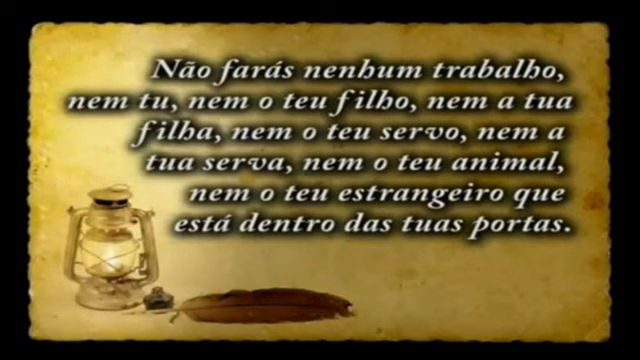 Não farás nenhum trabalho,
nem tu, nem o teu filho, nem a tua
filha, nem o teu servo, nem a
tua serva, nem o teu animal,
nem o teu estrangeiro que
está dentro das tuas portas.